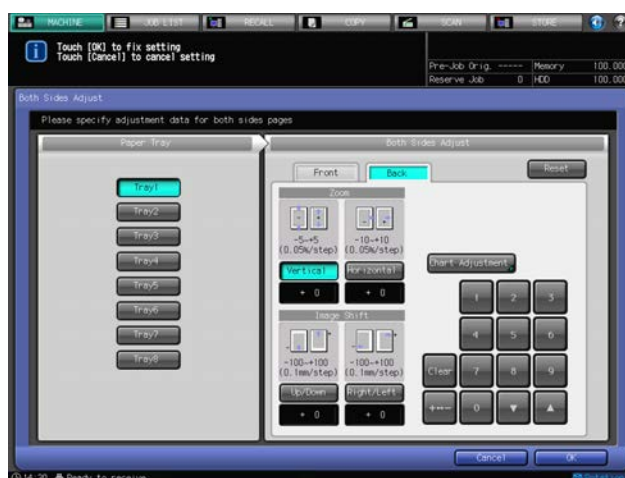 MACHINE JOB LIST RECALL COPY SCAN STORE
Touch [OK] to fix setting
Touch [Cancel] to cancel setting
Pre-Job Orig. ----- Memory 100.000
Reserve Job 0 HDD 100.000
Both Sides Adjust
Please specify adjustment data for both sides pages
Paper Tray
Both Sides Adjust
Front Back Reset
Tray1
Tray2
Tray3
Tray4
Tray5
Tray6
Tray7
Tray8
Zoom
-5~+5 -10~+10
(0.05%/step) (0.05%/step)
Vertical Horizontal
+ 0 + 0
Image Shift
-100~+100 -100~+100
(0.1mm/step) (0.1mm/step)
Up/Down Right/Left
+ 0 + 0
Chart Adjustment
1 2 3
4 5 6
Clear 7 8 9
+↔- 0 ▼ ▲
Cancel OK
14:20 Ready to receive